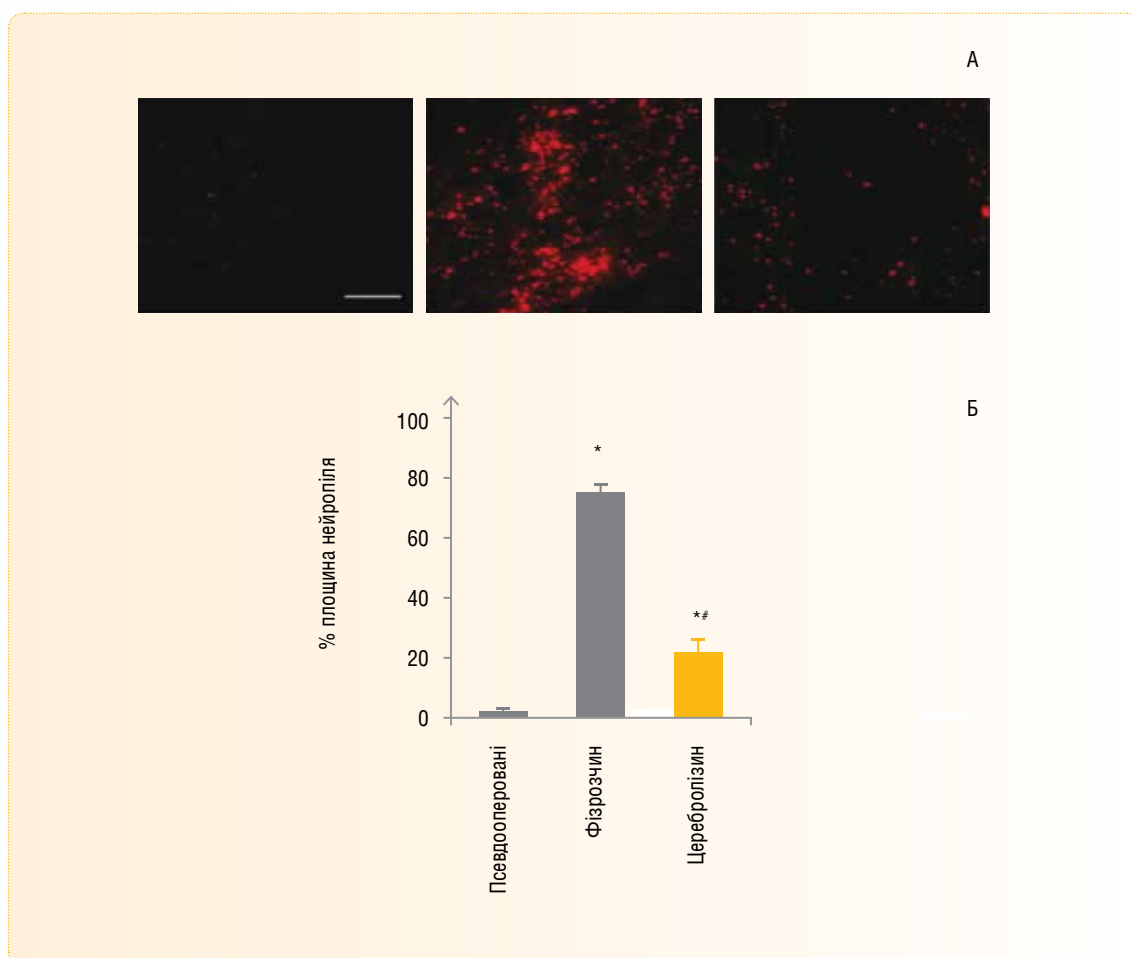 А
Б
% площина нейропіля
100
80
60
40
20
0
*
*#
Псевдооперовані
Фізрозчин
Церебролізин